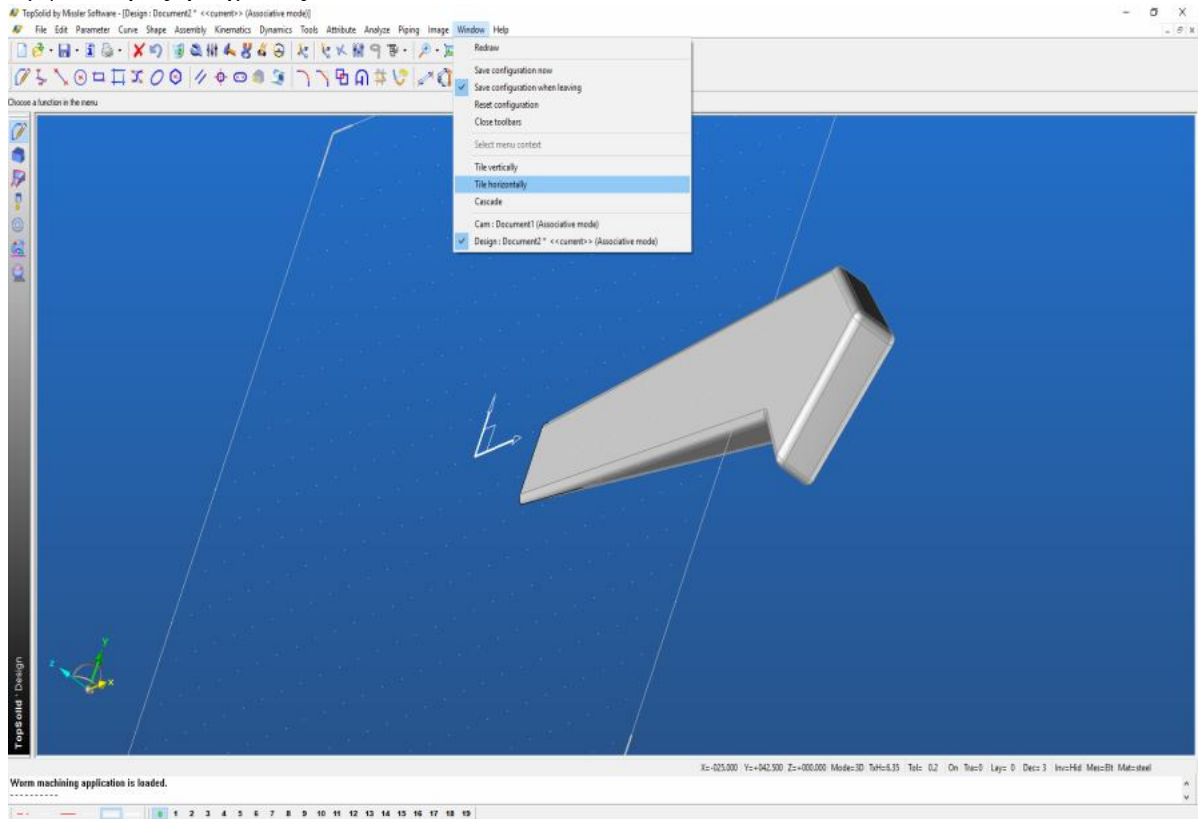 TopSolid by Missler Software - [Design : Document2 * <<current>> (Associative mode)]
File Edit Parameter Curve Shape Assembly Kinematics Dynamics Tools Attribute Analyze Piping Image Window Help
Choose a function in the menu
Redraw
Save configuration now
Save configuration when leaving
Reset configuration
Close toolbars
Select menu context
Tile vertically
Tile horizontally
Cascade
Cam : Document1 (Associative mode)
Design : Document2 * <<current>> (Associative mode)
z
y
x
TopSolid ' Design
X=-025.000 Y=+042.500 Z=+000.000 Mode=3D TxH=6.35 Tol= 0.2 On Tra=0 Lay= 0 Dec= 3 Inv=Hid Mes=Elt Mat=steel
Worm machining application is loaded.
----------
0 1 2 3 4 5 6 7 8 9 10 11 12 13 14 15 16 17 18 19